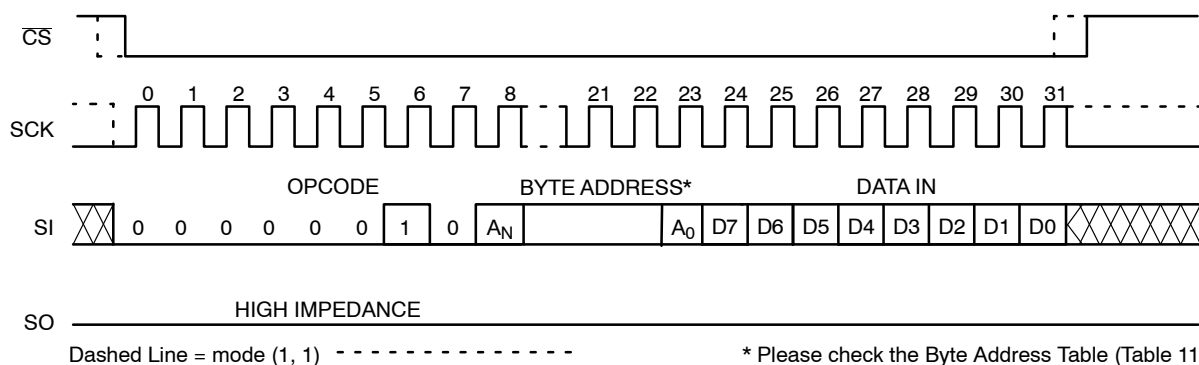 CS
0 1 2 3 4 5 6 7 8 21 22 23 24 25 26 27 28 29 30 31
SCK
OPCODE BYTE ADDRESS* DATA IN
SI 0 0 0 0 0 0 1 0 AN A0 D7 D6 D5 D4 D3 D2 D1 D0
HIGH IMPEDANCE
SO
Dashed Line = mode (1, 1) * Please check the Byte Address Table (Table 11